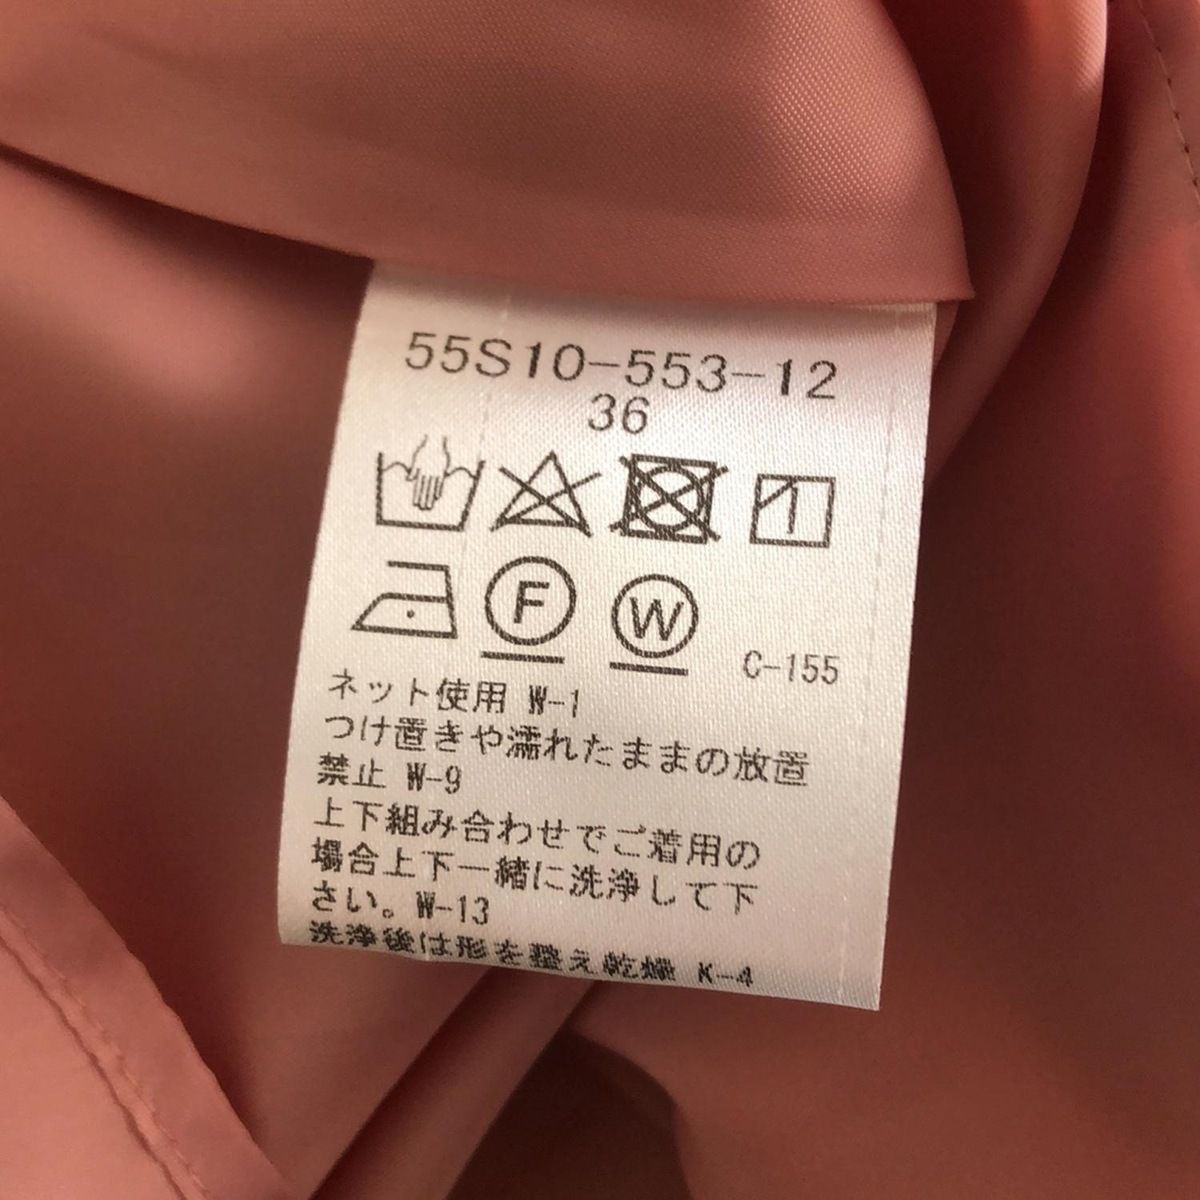 55S10-553-12
36
F W C-155
ネット使用 W-1
つけ置きや濡れたままの放置
禁止 W-9
上下組み合わせでご着用の
場合上下一緒に洗浄して下
さい。W-13
洗浄後は形を整え乾燥 K-4